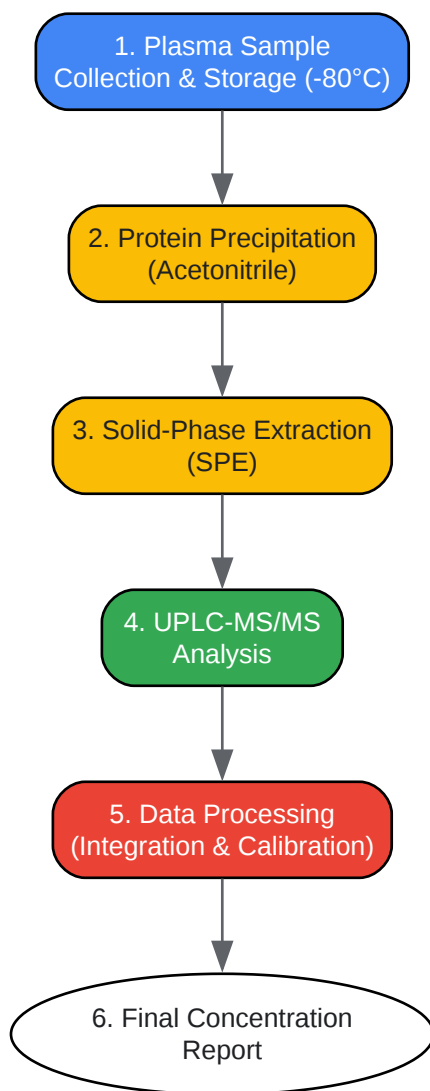 1. Plasma Sample
Collection & Storage (-80°C)
2. Protein Precipitation
(Acetonitrile)
3. Solid-Phase Extraction
(SPE)
4. UPLC-MS/MS
Analysis
5. Data Processing
(Integration & Calibration)
6. Final Concentration
Report